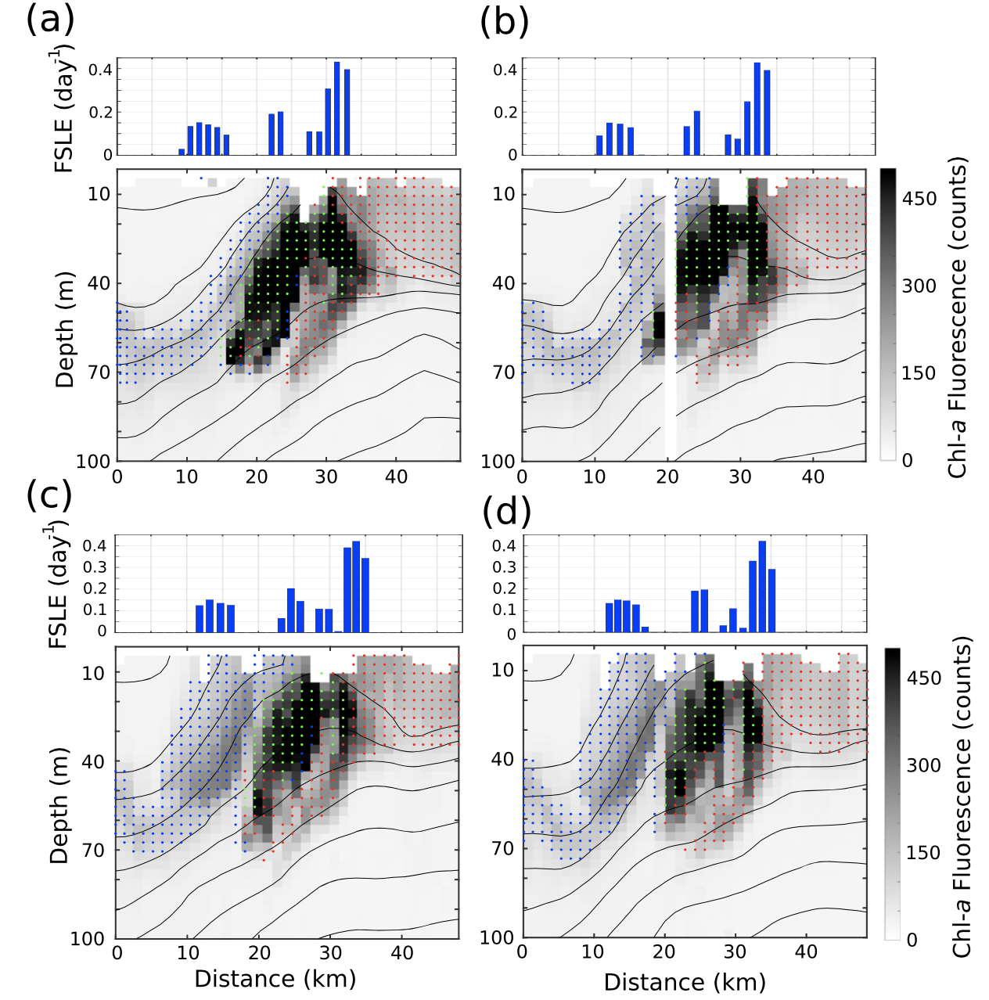 (a)
(b)
FSLE (day-1)
0.4
0.2
0
0.4
0.2
0
Depth (m)
10
40
70
100
0 10 20 30 40
10
40
70
100
0 10 20 30 40
450
300
150
0
Chl-a Fluorescence (counts)
(c)
(d)
FSLE (day-1)
0.4
0.3
0.2
0.1
0
0.4
0.3
0.2
0.1
0
Depth (m)
10
40
70
100
0 10 20 30 40
Distance (km)
10
40
70
100
0 10 20 30 40
Distance (km)
450
300
150
0
Chl-a Fluorescence (counts)